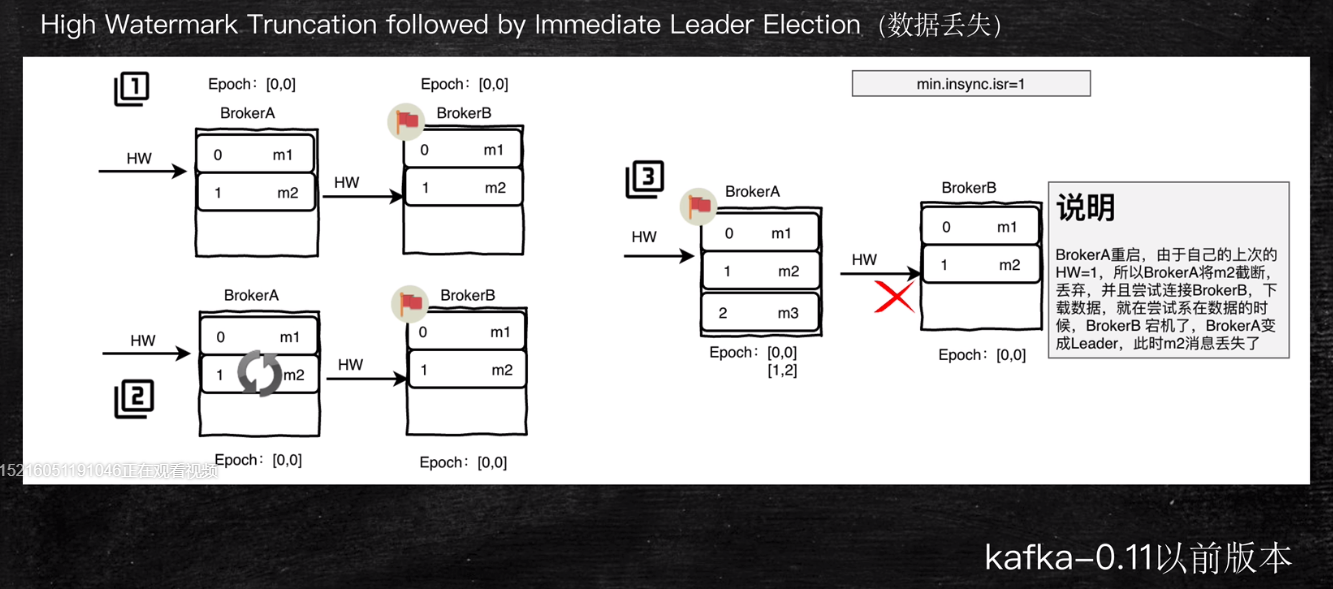 High Watermark Truncation followed by Immediate Leader Election（数据丢失）
1
Epoch：[0,0]
Epoch：[0,0]
BrokerA
BrokerB
HW
0 m1
1 m2
HW
0 m1
1 m2
BrokerA
BrokerB
HW
0 m1
1 m2
HW
0 m1
1 m2
2
Epoch：[0,0]
Epoch：[0,0]
min.insync.isr=1
3
BrokerA
BrokerB
HW
0 m1
1 m2
2 m3
HW
0 m1
1 m2
Epoch：[0,0]
[1,2]
Epoch：[0,0]
说明
BrokerA重启，由于自己的上次的
HW=1，所以BrokerA将m2截断，
丢弃，并且尝试连接BrokerB，下
载数据，就在尝试系在数据的时
候，BrokerB 宕机了，BrokerA变
成Leader，此时m2消息丢失了
15216051191046正在观看视频
kafka-0.11以前版本